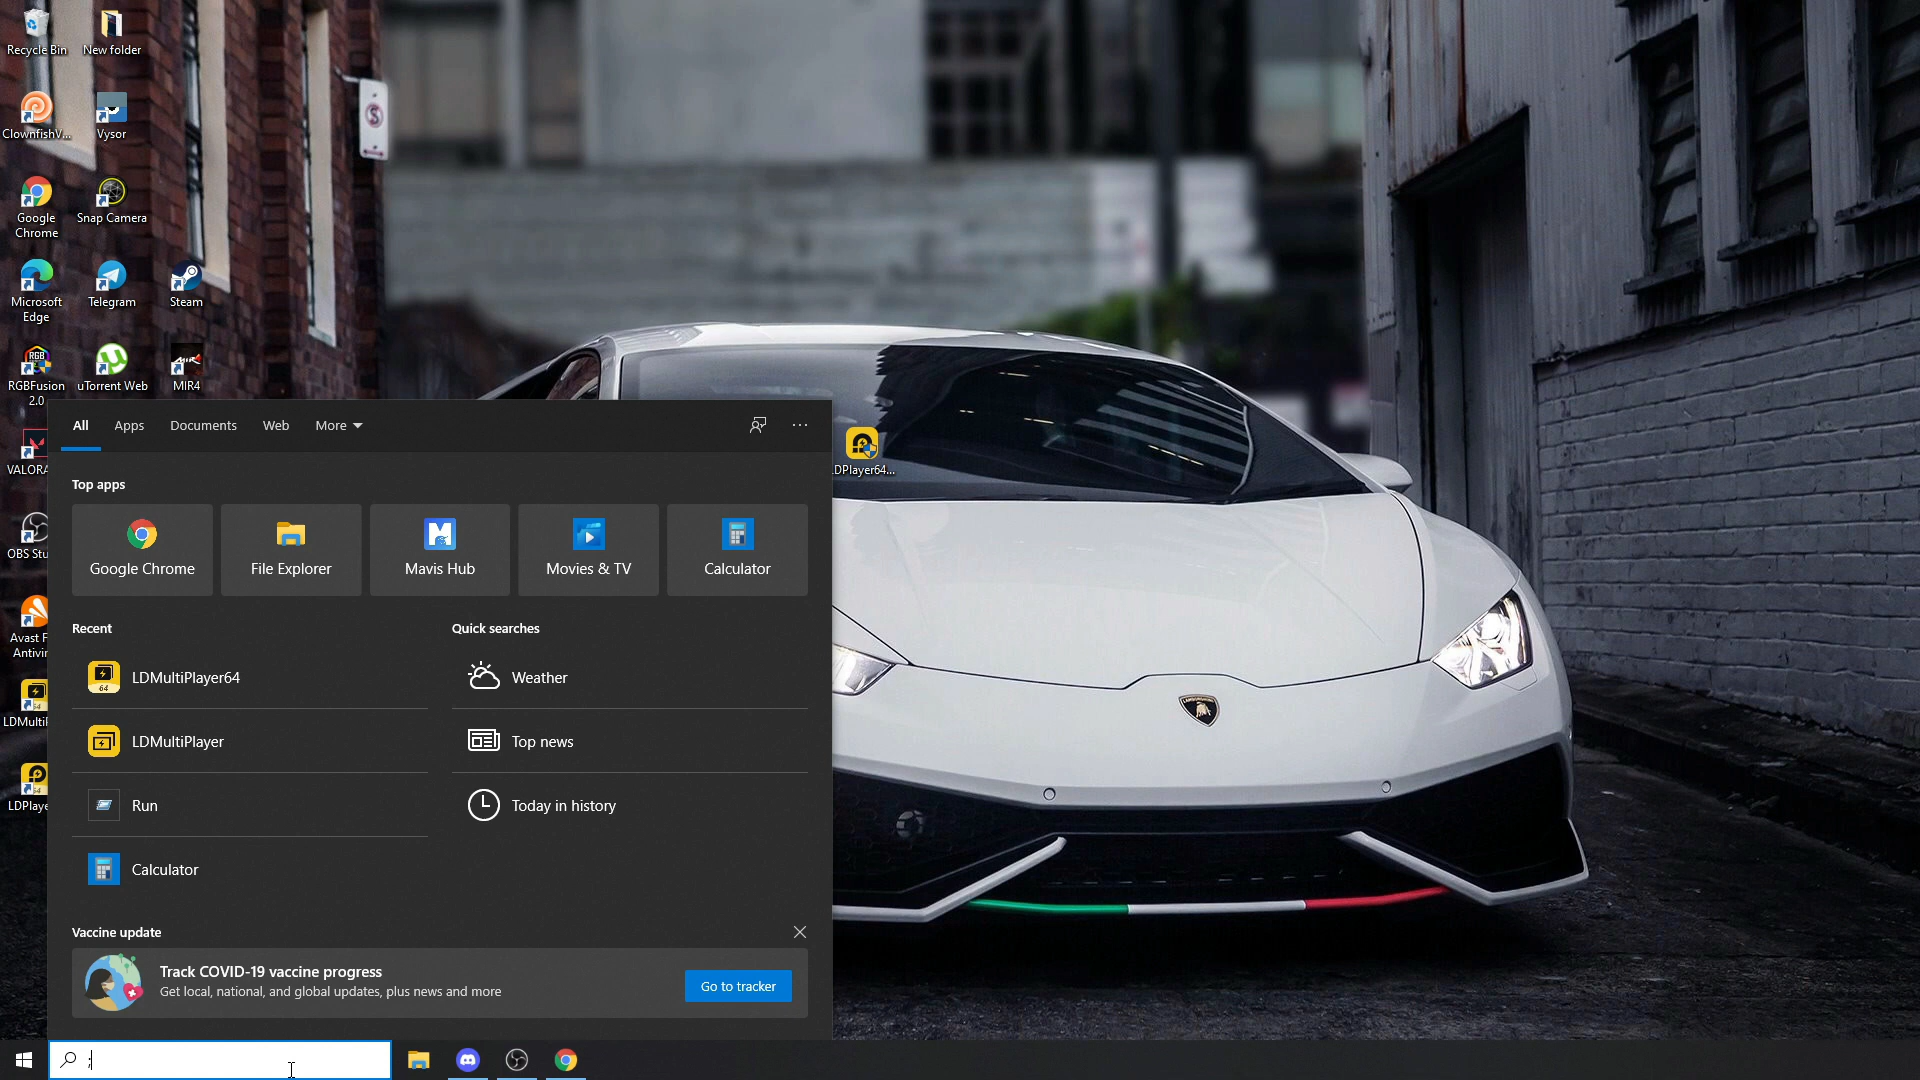 Recycle Bin
New folder
ClownfishV...
Vysor
Google
Chrome
Snap Camera
Microsoft
Edge
Telegram
Steam
RGB
RGBFusion
2.0
uTorrent Web
MIR4
MIR4
VALORA
OBS Stu
Avast F
Antivir
LDMultiF
LDPlaye
DPlayer64...
All
Apps
Documents
Web
More
Top apps
Google Chrome
File Explorer
Mavis Hub
Movies & TV
Calculator
Recent
Quick searches
64
LDMultiPlayer64
Weather
LDMultiPlayer
Top news
Run
Today in history
Calculator
Vaccine update
Track COVID-19 vaccine progress
Get local, national, and global updates, plus news and more
Go to tracker
;